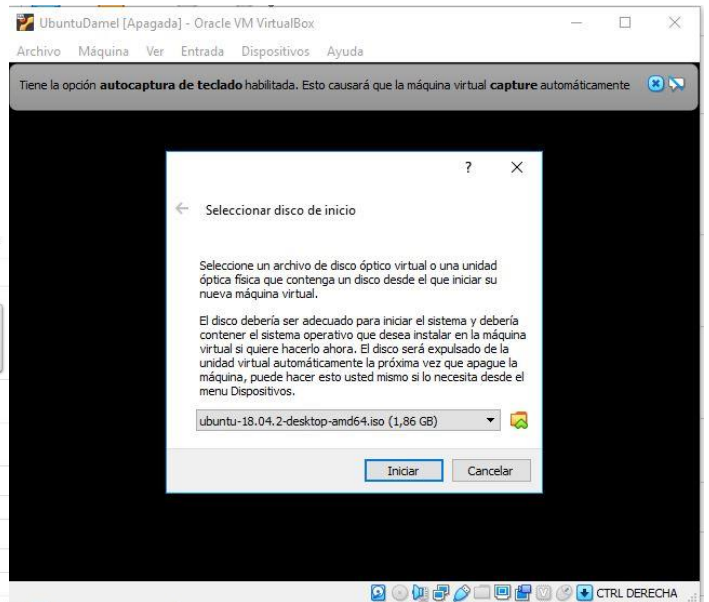 UbuntuDamel [Apagada] - Oracle VM VirtualBox
Archivo Máquina Ver Entrada Dispositivos Ayuda
Tiene la opción autocaptura de teclado habilitada. Esto causará que la máquina virtual capture automáticamente
?
Seleccionar disco de inicio
Seleccione un archivo de disco óptico virtual o una unidad
óptica física que contenga un disco desde el que iniciar su
nueva máquina virtual.
El disco debería ser adecuado para iniciar el sistema y debería
contener el sistema operativo que desea instalar en la máquina
virtual si quiere hacerlo ahora. El disco será expulsado de la
unidad virtual automáticamente la próxima vez que apague la
máquina, puede hacer esto usted mismo si lo necesita desde el
menu Dispositivos.
ubuntu-18.04.2-desktop-amd64.iso (1,86 GB)
Iniciar Cancelar
CTRL DERECHA